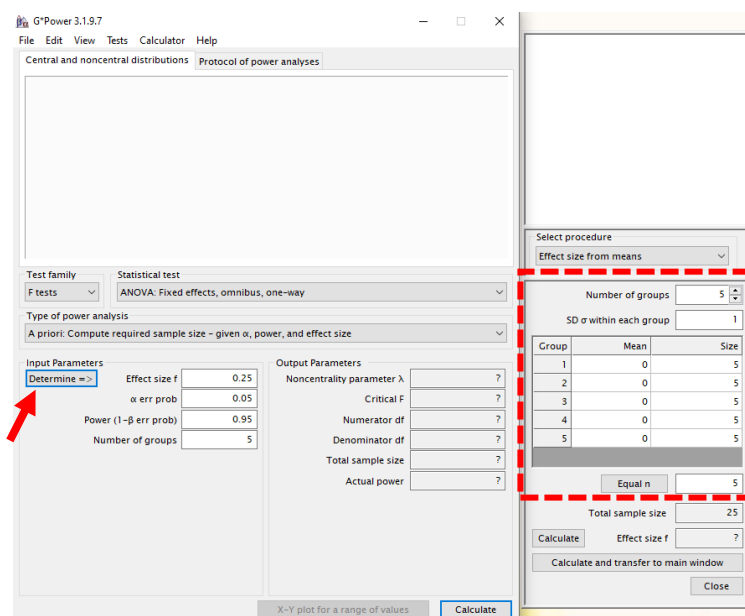 G*Power 3.1.9.7
File Edit View Tests Calculator Help
Central and noncentral distributions Protocol of power analyses
Test family Statistical test
F tests ANOVA: Fixed effects, omnibus, one-way
Type of power analysis
A priori: Compute required sample size – given α, power, and effect size
Input Parameters Output Parameters
Determine => Effect size f 0.25 Noncentrality parameter λ ?
α err prob 0.05 Critical F ?
Power (1-β err prob) 0.95 Numerator df ?
Number of groups 5 Denominator df ?
Total sample size ?
Actual power ?
X-Y plot for a range of values Calculate
Select procedure
Effect size from means
Number of groups 5
SD σ within each group 1
Group Mean Size
1 0 5
2 0 5
3 0 5
4 0 5
5 0 5
Equal n 5
Total sample size 25
Calculate Effect size f ?
Calculate and transfer to main window
Close